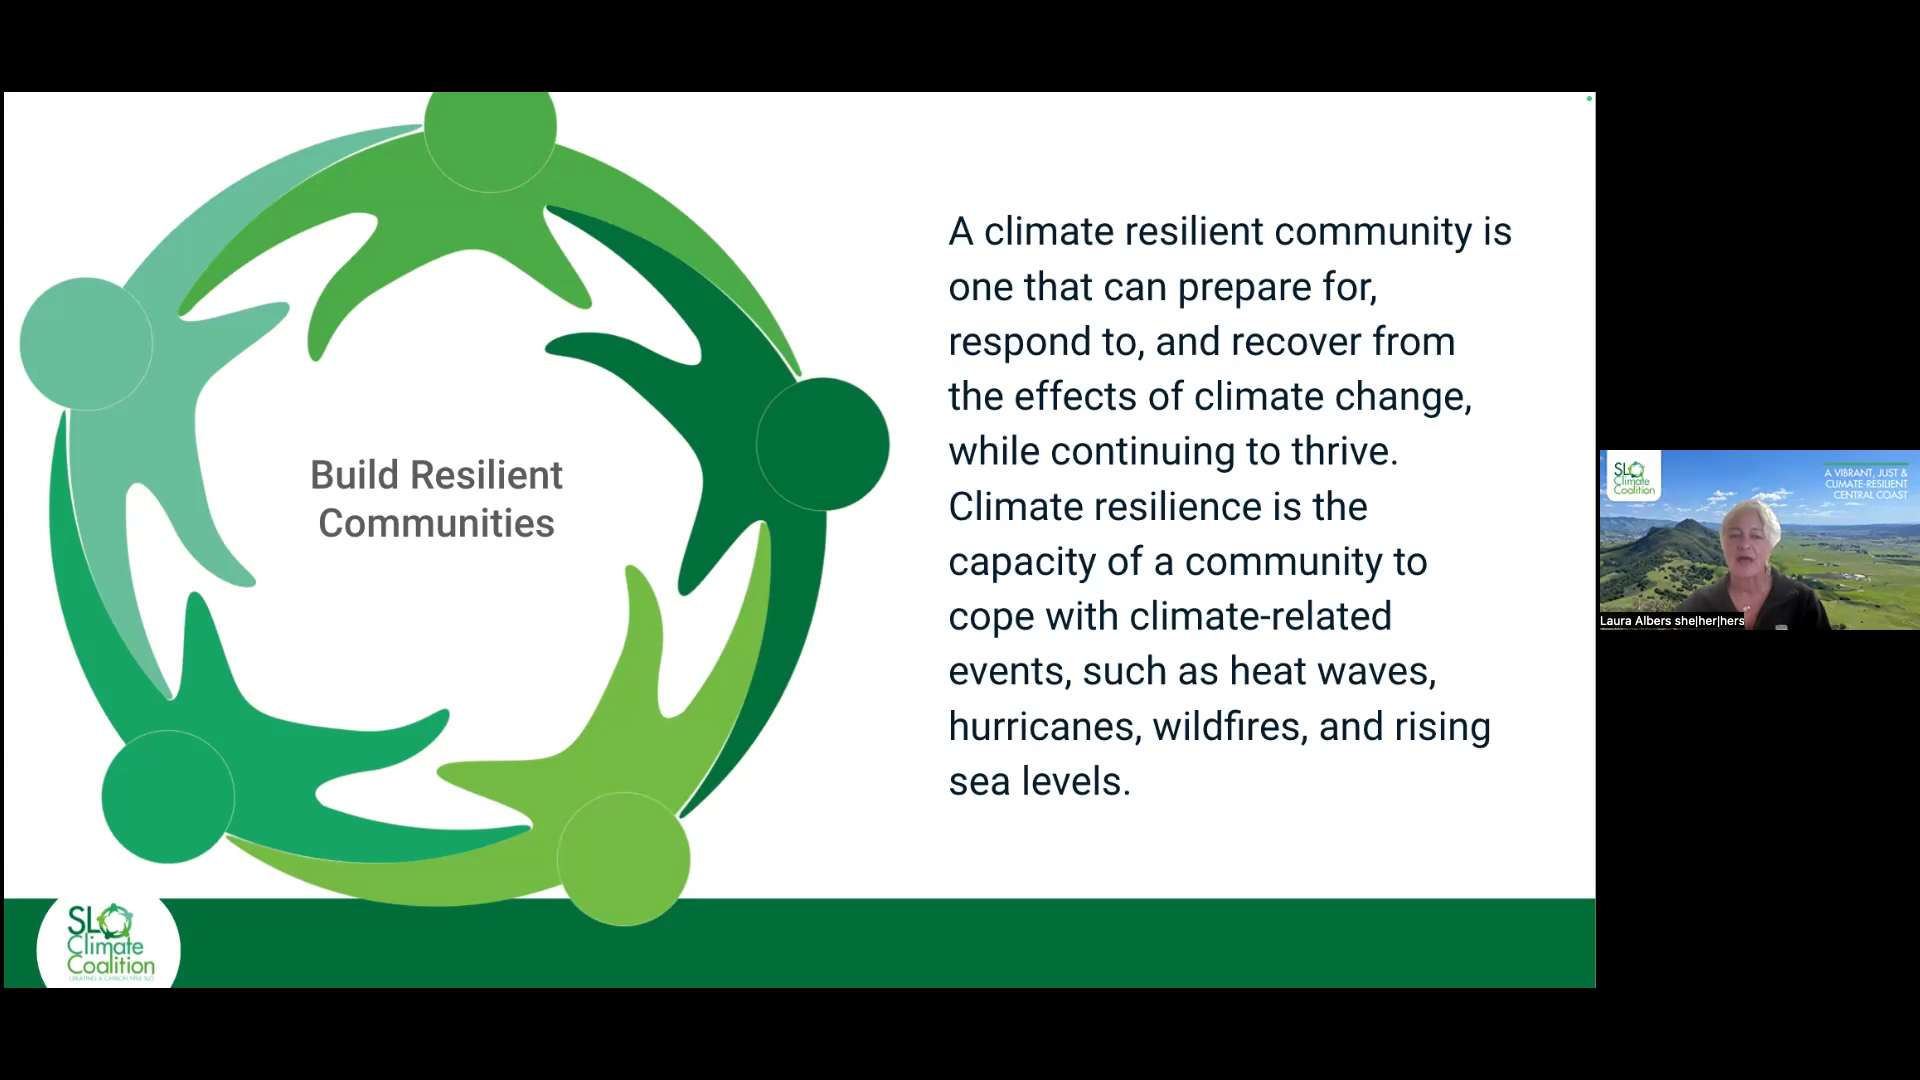 Build Resilient
Communities
A climate resilient community is
one that can prepare for,
respond to, and recover from
the effects of climate change,
while continuing to thrive.
Climate resilience is the
capacity of a community to
cope with climate-related
events, such as heat waves,
hurricanes, wildfires, and rising
sea levels.
SLO
Climate
Coalition
CREATING A CARBON FREE SLO
SLO
Climate
Coalition
A VIBRANT, JUST &
CLIMATE-RESILIENT
CENTRAL COAST
Laura Albers she|her|hers